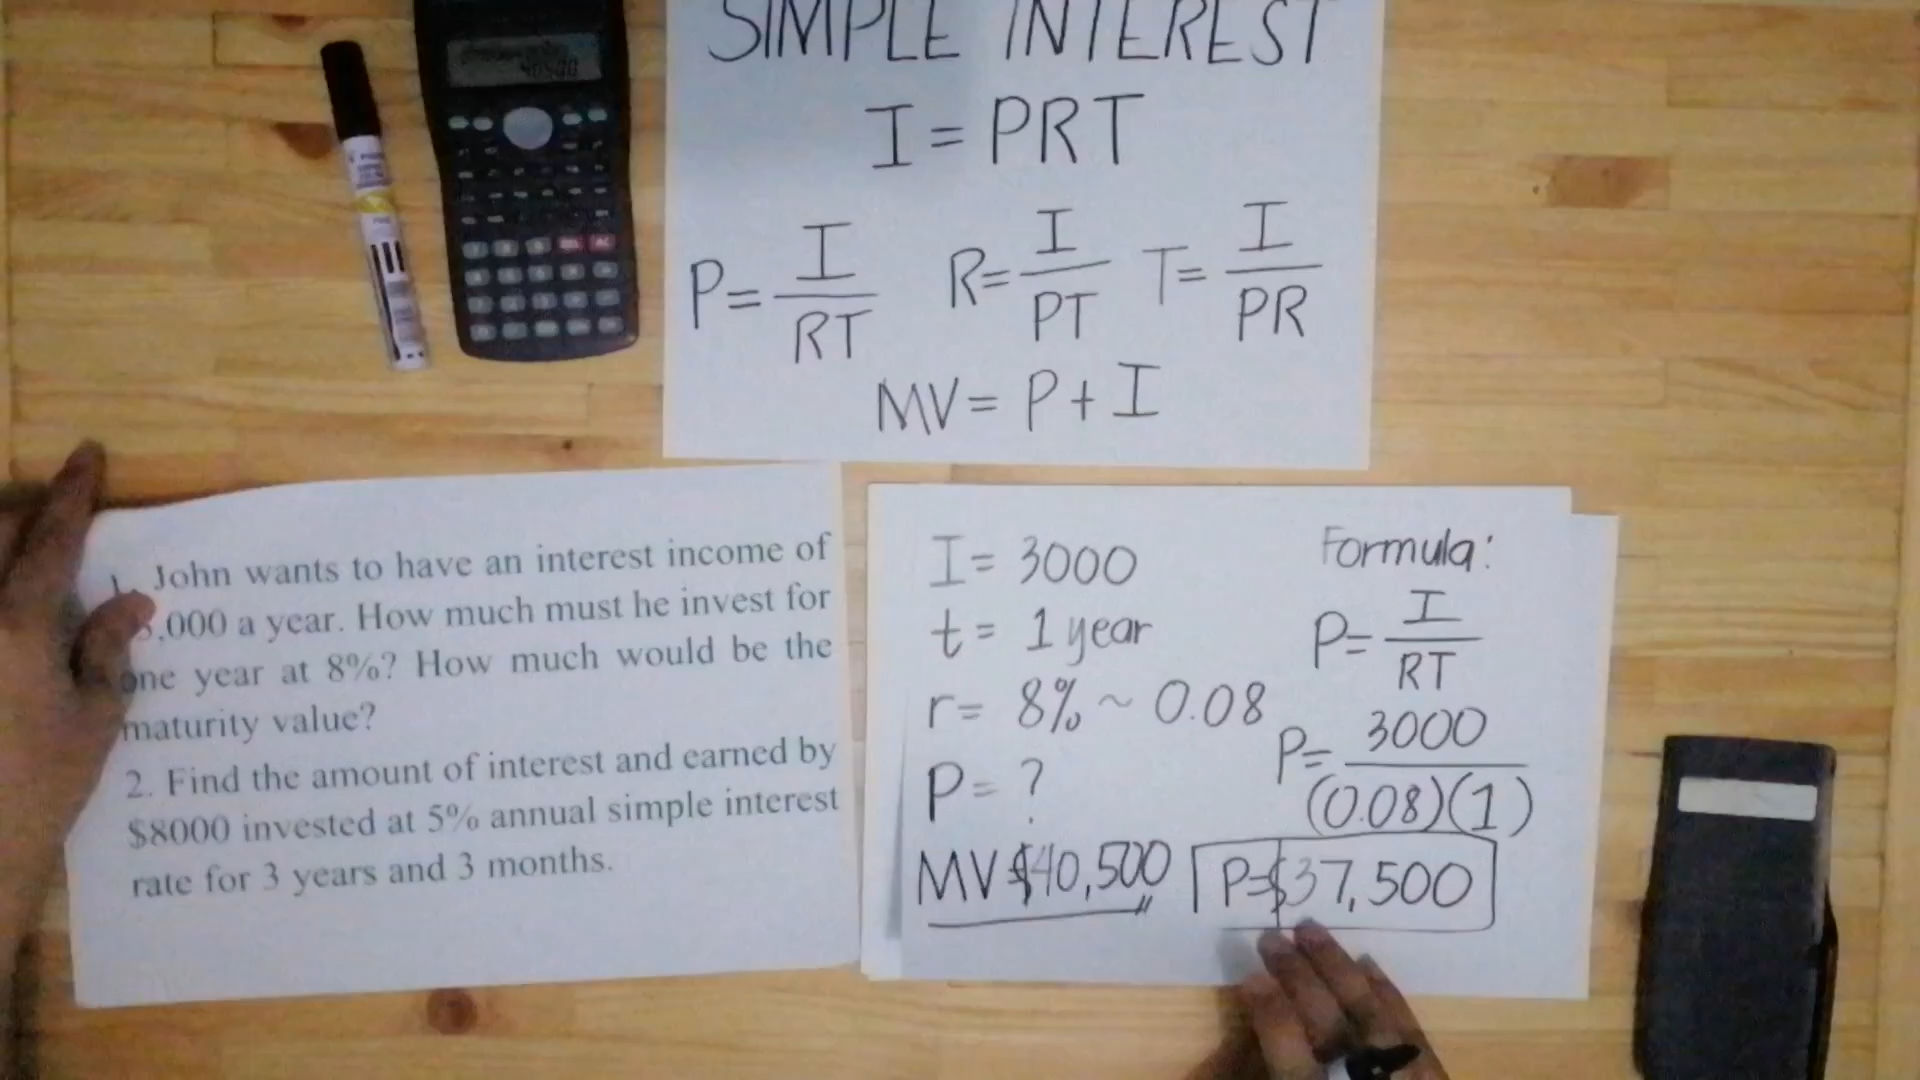 SIMPLE INTEREST
I = PRT
P = I/RT R = I/PT T = I/PR
MV = P + I
1. John wants to have an interest income of
3,000 a year. How much must he invest for
one year at 8%? How much would be the
maturity value?
2. Find the amount of interest and earned by
$8000 invested at 5% annual simple interest
rate for 3 years and 3 months.
I = 3000
t = 1 year
r = 8% ~ 0.08
P = ?
MV $40,500
Formula:
P = I/RT
P = 3000/(0.08)(1)
P=$37,500